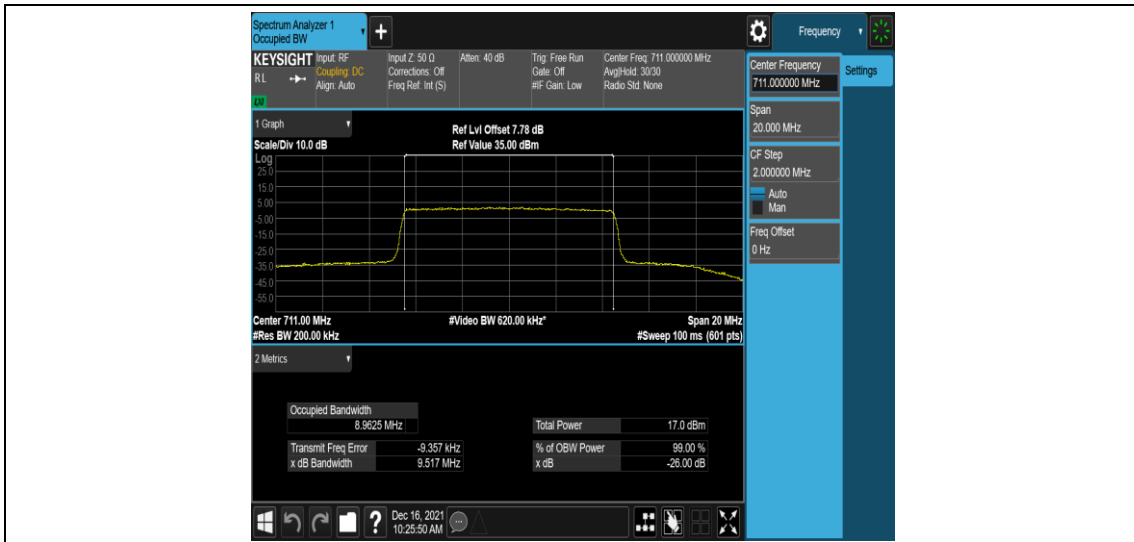 Spectrum Analyzer 1
Occupied BW
+
Frequency
KEYSIGHT
RL
LXI
Input: RF
Coupling: DC
Align: Auto
Input Z: 50 Ω
Corrections: Off
Freq Ref: Int (S)
Atten: 40 dB
Trig: Free Run
Gate: Off
#IF Gain: Low
Center Freq: 711.000000 MHz
Avg|Hold: 30/30
Radio Std: None
Center Frequency
711.000000 MHz
Settings
Span
20.000 MHz
CF Step
2.000000 MHz
Auto
Man
Freq Offset
0 Hz
1 Graph
Scale/Div 10.0 dB
Ref Lvl Offset 7.78 dB
Ref Value 35.00 dBm
Log
25.0
15.0
5.00
-5.00
-15.0
-25.0
-35.0
-45.0
-55.0
Center 711.00 MHz
#Video BW 620.00 kHz*
Span 20 MHz
#Res BW 200.00 kHz
#Sweep 100 ms (601 pts)
2 Metrics
Occupied Bandwidth
8.9625 MHz
Total Power 17.0 dBm
Transmit Freq Error -9.357 kHz
% of OBW Power 99.00 %
x dB Bandwidth 9.517 MHz
x dB -26.00 dB
?
Dec 16, 2021
10:25:50 AM